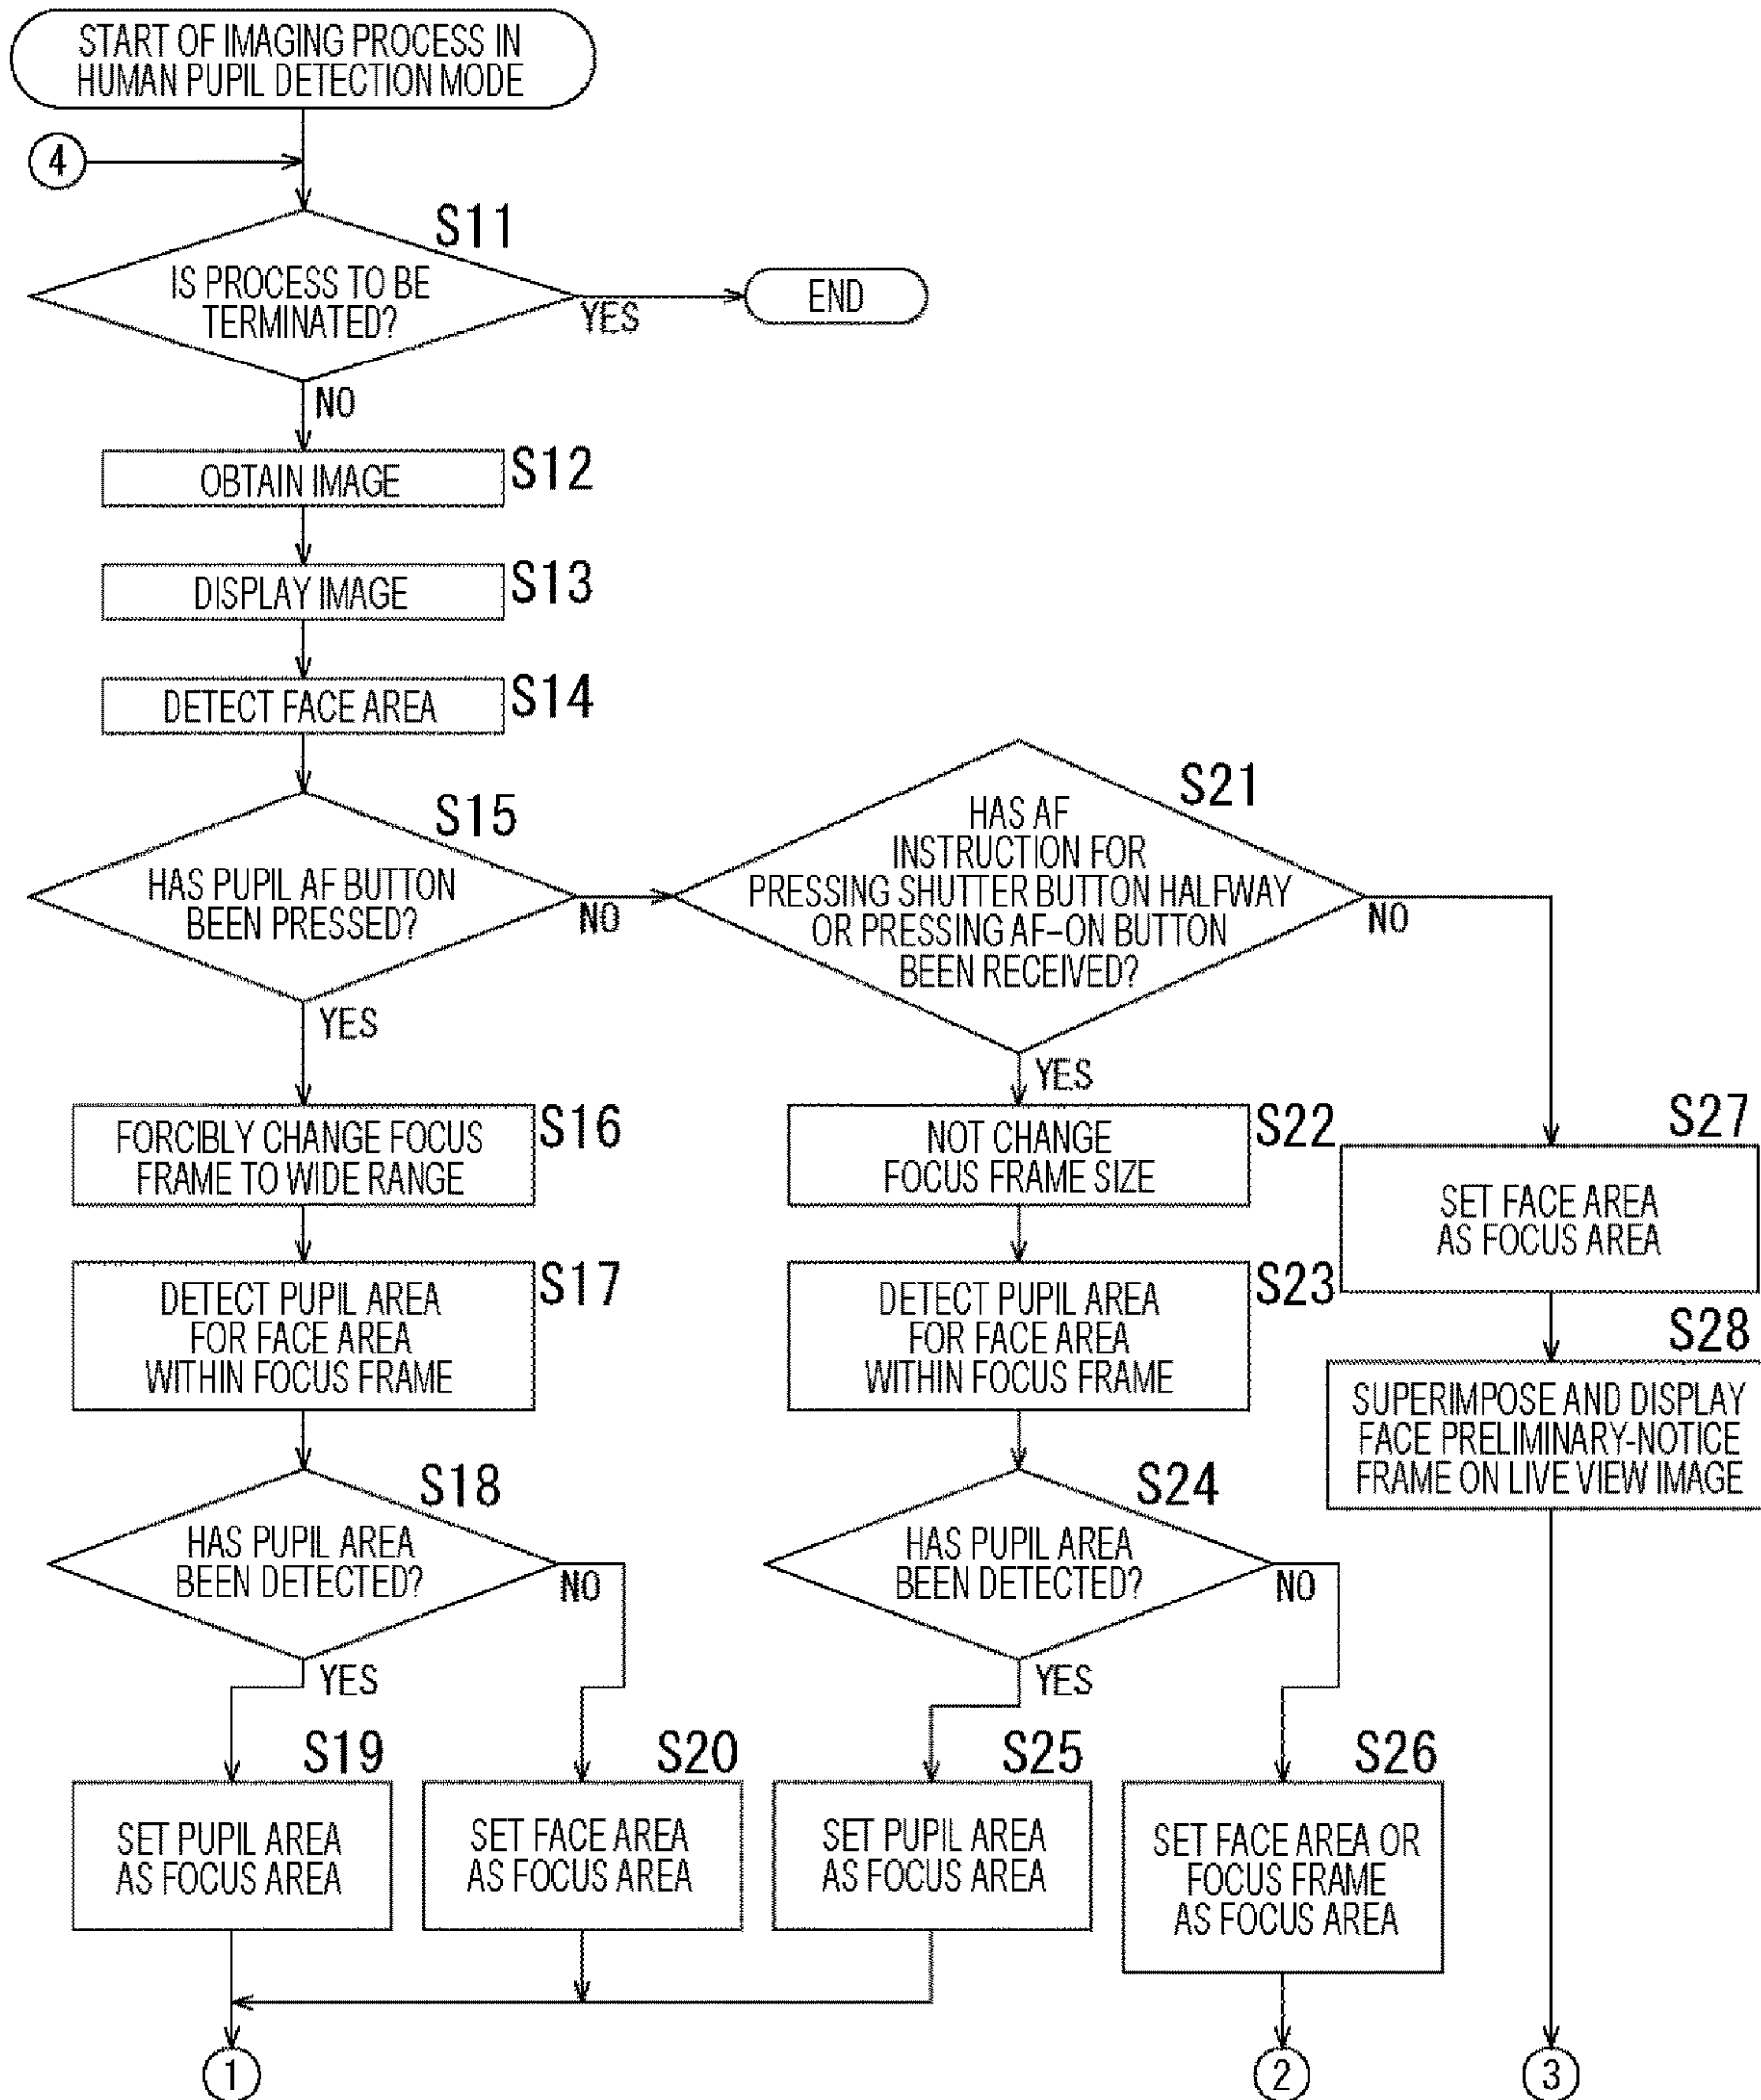 START OF IMAGING PROCESS IN
HUMAN PUPIL DETECTION MODE
4
S11
IS PROCESS TO BE
TERMINATED?
YES
END
NO
OBTAIN IMAGE
S12
DISPLAY IMAGE
S13
DETECT FACE AREA
S14
S15
HAS PUPIL AF BUTTON
BEEN PRESSED?
NO
YES
S21
HAS AF
INSTRUCTION FOR
PRESSING SHUTTER BUTTON HALFWAY
OR PRESSING AF-ON BUTTON
BEEN RECEIVED?
NO
YES
FORCIBLY CHANGE FOCUS
FRAME TO WIDE RANGE
S16
NOT CHANGE
FOCUS FRAME SIZE
S22
S27
SET FACE AREA
AS FOCUS AREA
DETECT PUPIL AREA
FOR FACE AREA
WITHIN FOCUS FRAME
S17
DETECT PUPIL AREA
FOR FACE AREA
WITHIN FOCUS FRAME
S23
S28
SUPERIMPOSE AND DISPLAY
FACE PRELIMINARY-NOTICE
FRAME ON LIVE VIEW IMAGE
S18
HAS PUPIL AREA
BEEN DETECTED?
NO
YES
S24
HAS PUPIL AREA
BEEN DETECTED?
NO
YES
S19
SET PUPIL AREA
AS FOCUS AREA
S20
SET FACE AREA
AS FOCUS AREA
S25
SET PUPIL AREA
AS FOCUS AREA
S26
SET FACE AREA OR
FOCUS FRAME
AS FOCUS AREA
1
2
3